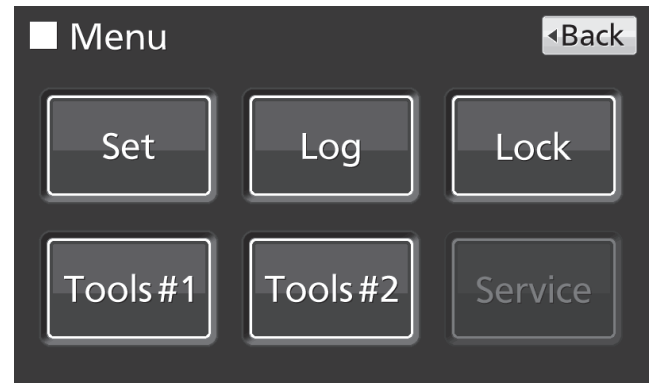 Menu
◂Back
Set
Log
Lock
Tools #1
Tools #2
Service